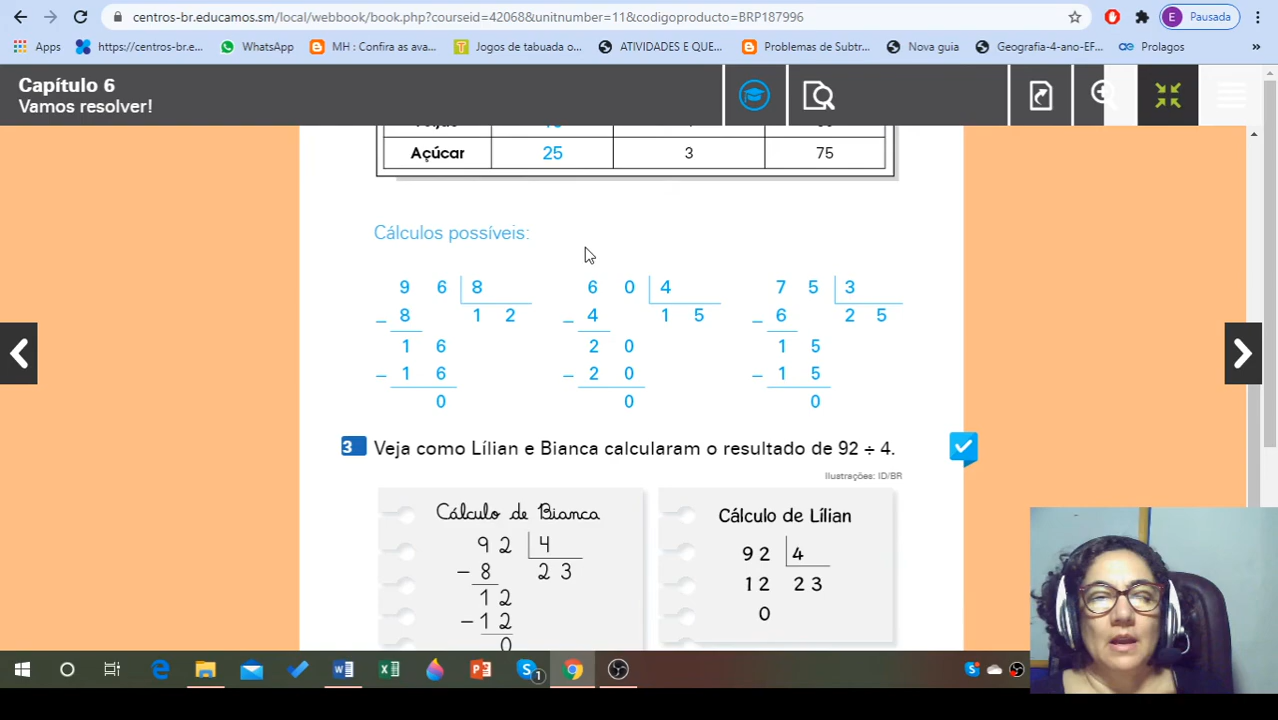 centros-br.educamos.sm/local/webbook/book.php?courseid=42068&unitnumber=11&codigoproducto=BRP187996
E Pausada
Apps https://centros-br.e... WhatsApp MH : Confira as ava... Jogos de tabuada o... ATIVIDADES E QUE... Problemas de Subtr... Nova guia Geografia-4-ano-EF... Prolagos »
Capítulo 6
Vamos resolver!
Açúcar 25 3 75
Cálculos possíveis:
9 6 8 6 0 4 7 5 3
– 8 1 2 – 4 1 5 – 6 2 5
1 6 2 0 1 5
– 1 6 – 2 0 – 1 5
0 0 0
3 Veja como Lílian e Bianca calcularam o resultado de 92 ÷ 4.
Ilustrações: ID/BR
Cálculo de Bianca
9 2 4
– 8 2 3
1 2
– 1 2
0
Cálculo de Lílian
9 2 4
1 2 2 3
0